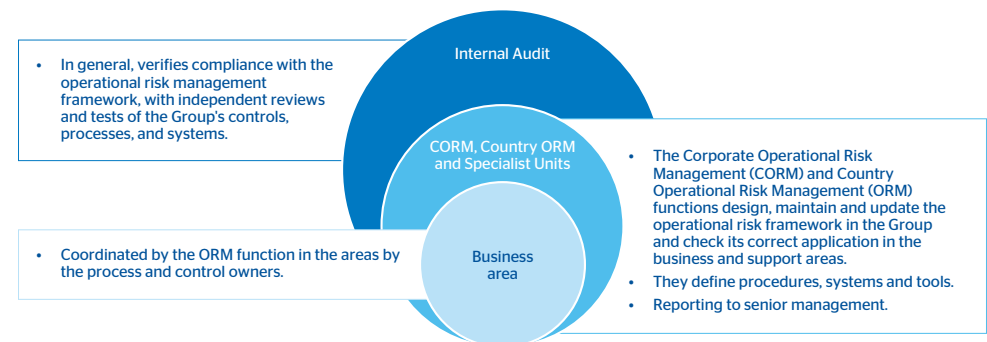 Internal Audit
• In general, verifies compliance with the
operational risk management
framework, with independent reviews
and tests of the Group's controls,
processes, and systems.
CORM, Country ORM
and Specialist Units
• The Corporate Operational Risk
Management (CORM) and Country
Operational Risk Management (ORM)
functions design, maintain and update the
operational risk framework in the Group
and check its correct application in the
business and support areas.
• They define procedures, systems and tools.
• Reporting to senior management.
• Coordinated by the ORM function in the areas by
the process and control owners.
Business
area